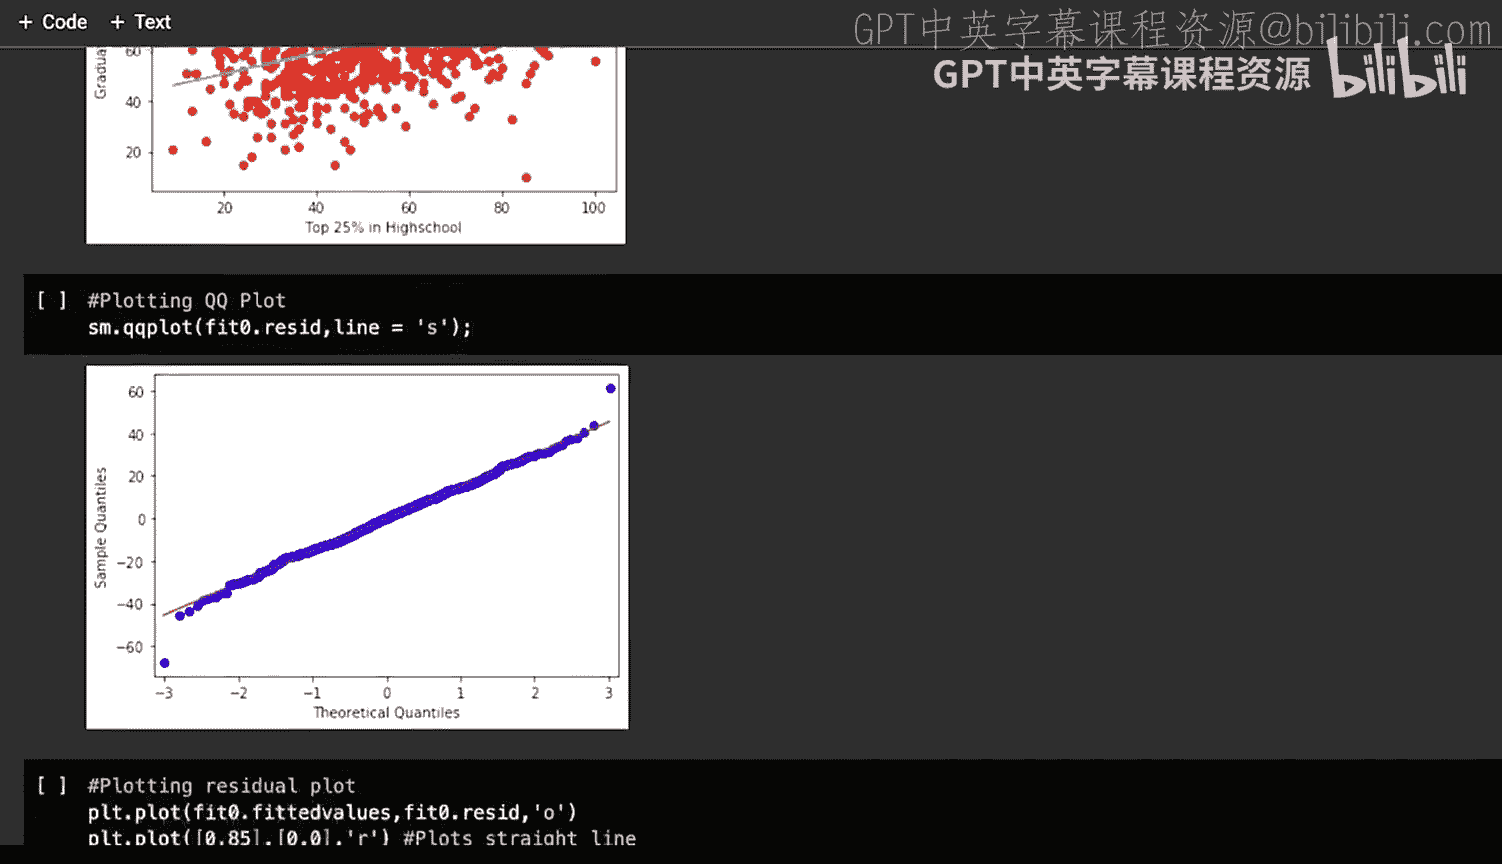 + Code + Text
GPT中英字幕课程资源@bilibili.com
GPT中英字幕课程资源 bilibili
60
40
20
20 40 60 80 100
Top 25% in Highschool
[ ] #Plotting QQ Plot
sm.qqplot(fit0.resid,line = 's');
60
40
20
0
−20
−40
−60
Sample Quantiles
−3 −2 −1 0 1 2 3
Theoretical Quantiles
[ ] #Plotting residual plot
plt.plot(fit0.fittedvalues,fit0.resid,'o')
plt.plot([0,85],[0,0],'r') #Plots straight line